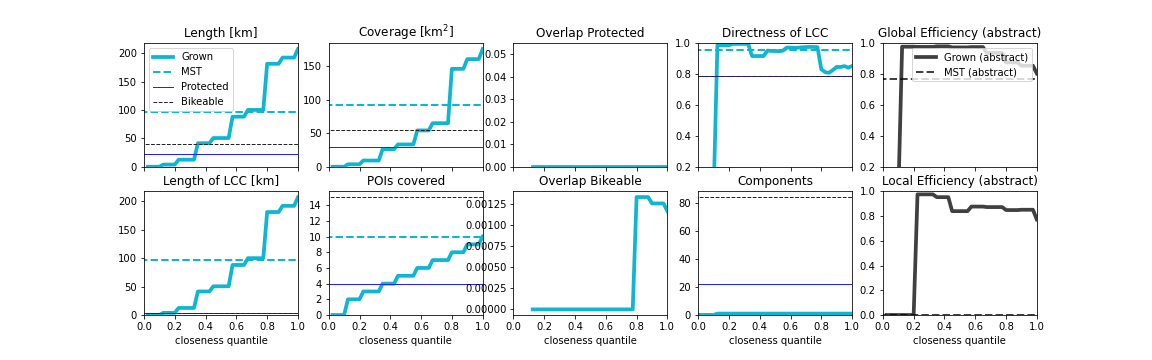 Length [km]
200
150
100
50
0
Grown
MST
Protected
Bikeable
Coverage [km²]
150
100
50
0
Overlap Protected
0.05
0.04
0.03
0.02
0.01
0.00
Directness of LCC
1.0
0.8
0.6
0.4
0.2
Global Efficiency (abstract)
1.0
0.8
0.6
0.4
0.2
Grown (abstract)
MST (abstract)
Length of LCC [km]
200
150
100
50
0
0.0 0.2 0.4 0.6 0.8 1.0
closeness quantile
POIs covered
14
12
10
8
6
4
2
0
0.0 0.2 0.4 0.6 0.8 1.0
closeness quantile
Overlap Bikeable
0.00125
0.00100
0.00075
0.00050
0.00025
0.00000
0.2 0.4 0.6 0.8 1.0
closeness quantile
Components
80
60
40
20
0
0.0 0.2 0.4 0.6 0.8 1.0
closeness quantile
Local Efficiency (abstract)
1.0
0.8
0.6
0.4
0.2
0.0
0.0 0.2 0.4 0.6 0.8 1.0
closeness quantile